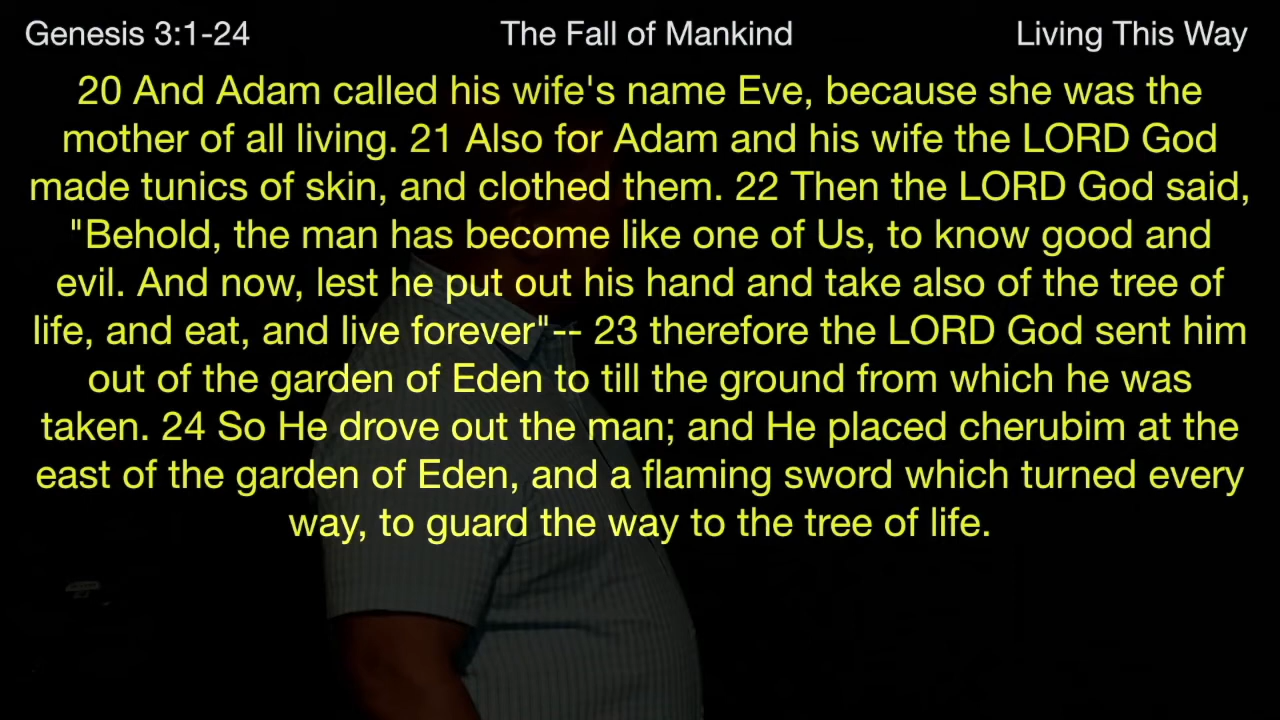 Genesis 3:1-24
The Fall of Mankind
Living This Way
20 And Adam called his wife's name Eve, because she was the
mother of all living. 21 Also for Adam and his wife the LORD God
made tunics of skin, and clothed them. 22 Then the LORD God said,
"Behold, the man has become like one of Us, to know good and
evil. And now, lest he put out his hand and take also of the tree of
life, and eat, and live forever"-- 23 therefore the LORD God sent him
out of the garden of Eden to till the ground from which he was
taken. 24 So He drove out the man; and He placed cherubim at the
east of the garden of Eden, and a flaming sword which turned every
way, to guard the way to the tree of life.